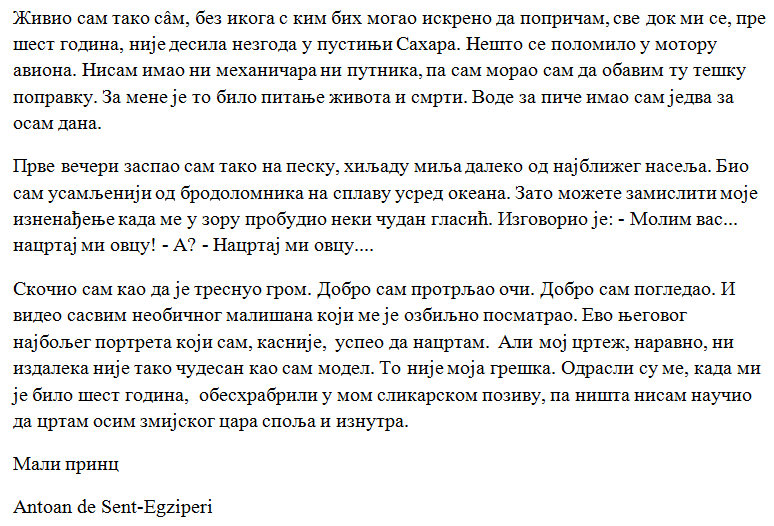 Живио сам тако са̂м, без икога с ким бих могао искрено да попричам, све док ми се, пре
шест година, није десила незгода у пустињи Сахара. Нешто се поломило у мотору
авиона. Нисам имао ни механичара ни путника, па сам морао сам да обавим ту тешку
поправку. За мене је то било питање живота и смрти. Воде за пиче имао сам једва за
осам дана.
Прве вечери заспао сам тако на песку, хиљаду миља далеко од најближег насеља. Био
сам усамљенији од бродоломника на сплаву усред океана. Зато можете замислити моје
изненађење када ме у зору пробудио неки чудан гласић. Изговорио је: - Молим вас...
нацртај ми овцу! - А? - Нацртај ми овцу....
Скочио сам као да је треснуо гром. Добро сам протрљао очи. Добро сам погледао. И
видео сасвим необичног малишана који ме је озбиљно посматрао. Ево његовог
најбољег портрета који сам, касније, успео да нацртам. Али мој цртеж, наравно, ни
издалека није тако чудесан као сам модел. То није моја грешка. Одрасли су ме, када ми
је било шест година, обесхрабрили у мом сликарском позиву, па ништа нисам научио
да цртам осим змијског цара споља и изнутра.
Мали принц
Antoan de Sent-Egziperi